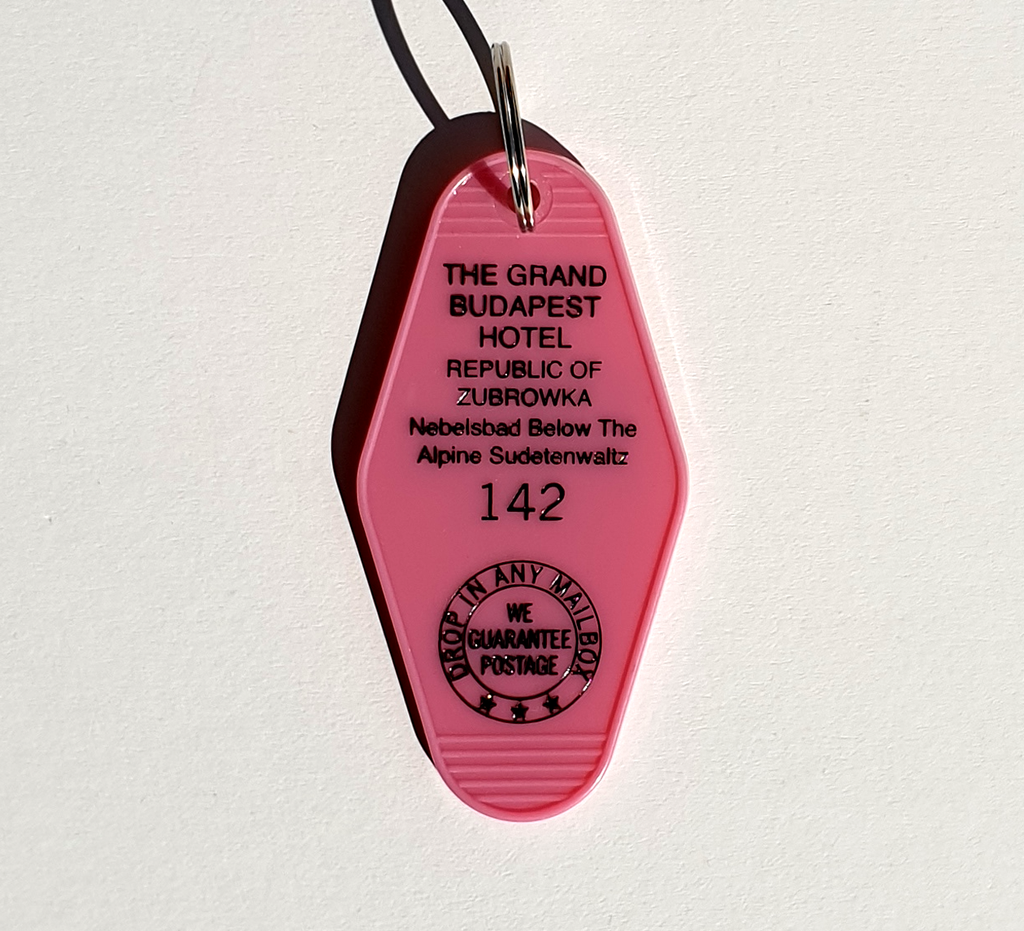 THE GRAND
BUDAPEST
HOTEL
REPUBLIC OF
ZUBROWKA
Nebelsbad Below The
Alpine Sudetenwaltz
142
DROP IN ANY MAILBOX
WE
GUARANTEE
POSTAGE